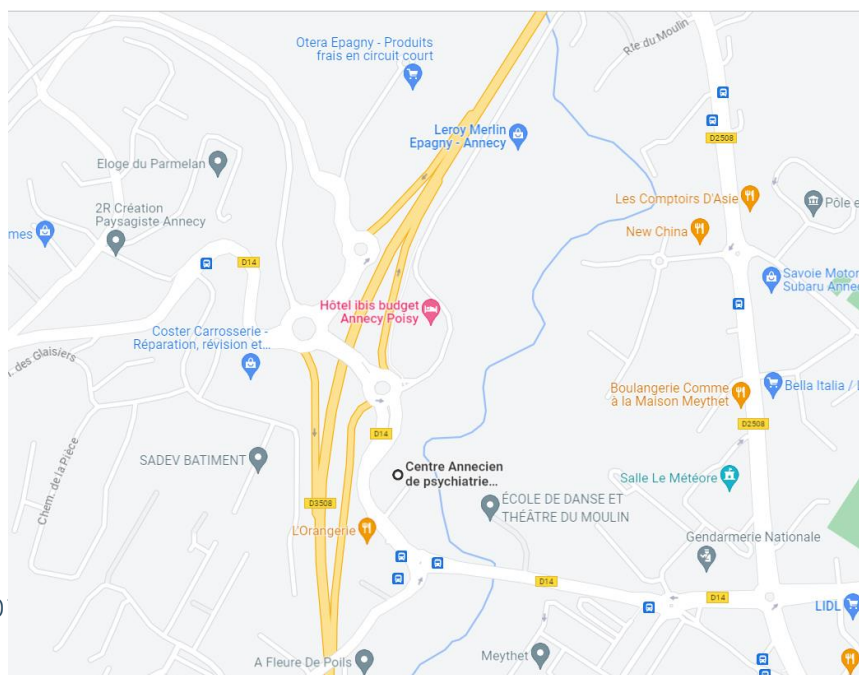 Otera Epagny - Produits
frais en circuit court
Rte du Moulin
Leroy Merlin
Epagny - Annecy
D2508
Eloge du Parmelan
Les Comptoirs D'Asie
2R Création
Paysagiste Annecy
Pôle e
New China
mes
D14
Savoie Motor
Subaru Anne
Hôtel ibis budget
Annecy Poisy
Coster Carrosserie -
Réparation, révision et...
n. des Glaisiers
Boulangerie Comme
à la Maison Meythet
Bella Italia / L
D14
D2508
Chem. de la Pièce
SADEV BATIMENT
Centre Annecien
de psychiatrie...
Salle Le Météore
D3508
ÉCOLE DE DANSE ET
THÉÂTRE DU MOULIN
L'Orangerie
Gendarmerie Nationale
D14
D14
LIDL
A Fleure De Poils
Meythet